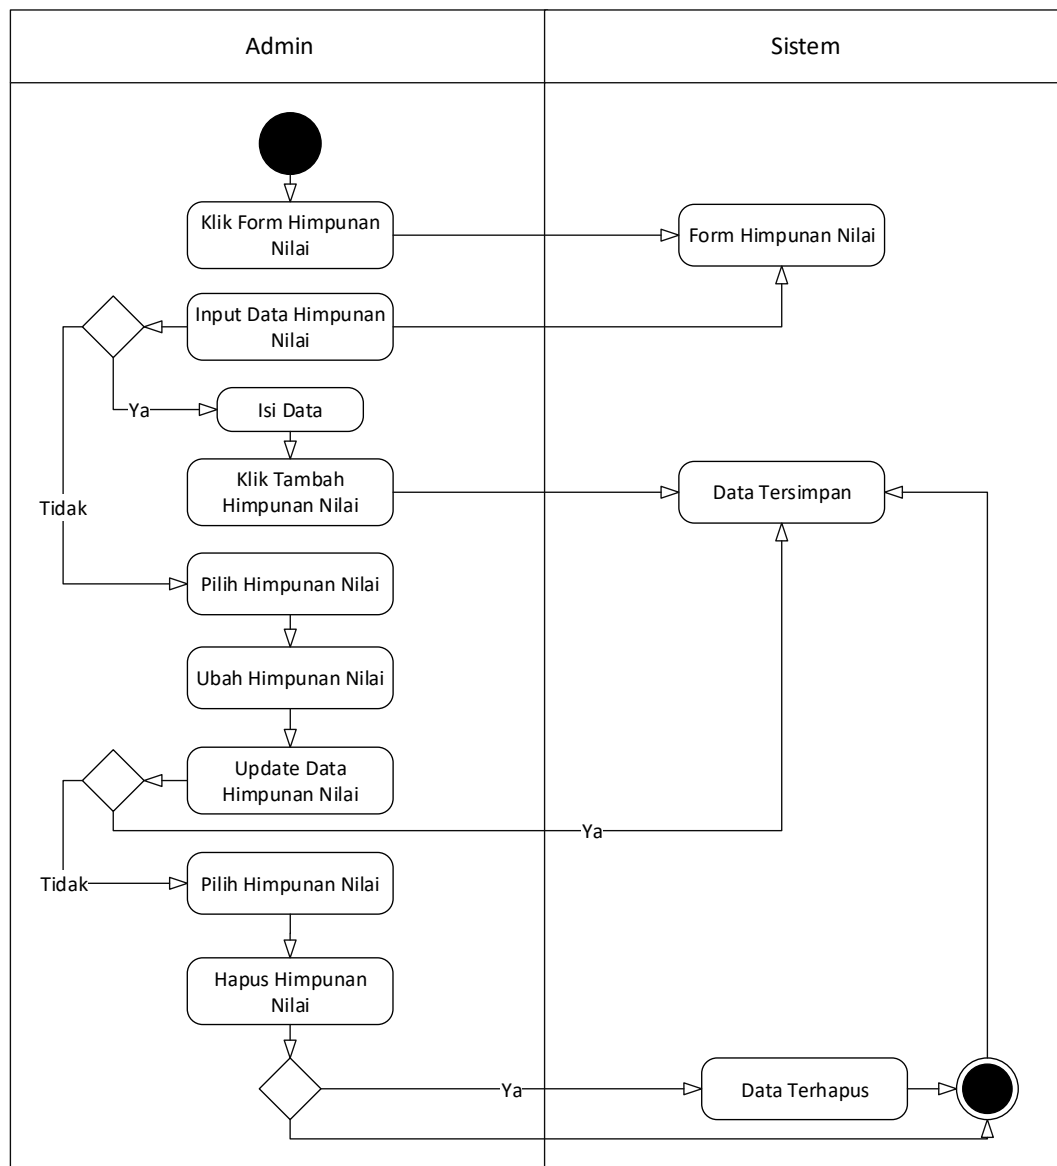 Admin
Sistem
Klik Form Himpunan
Nilai
Form Himpunan Nilai
Input Data Himpunan
Nilai
Ya
Isi Data
Tidak
Klik Tambah
Himpunan Nilai
Data Tersimpan
Pilih Himpunan Nilai
Ubah Himpunan Nilai
Update Data
Himpunan Nilai
Ya
Tidak
Pilih Himpunan Nilai
Hapus Himpunan
Nilai
Ya
Data Terhapus